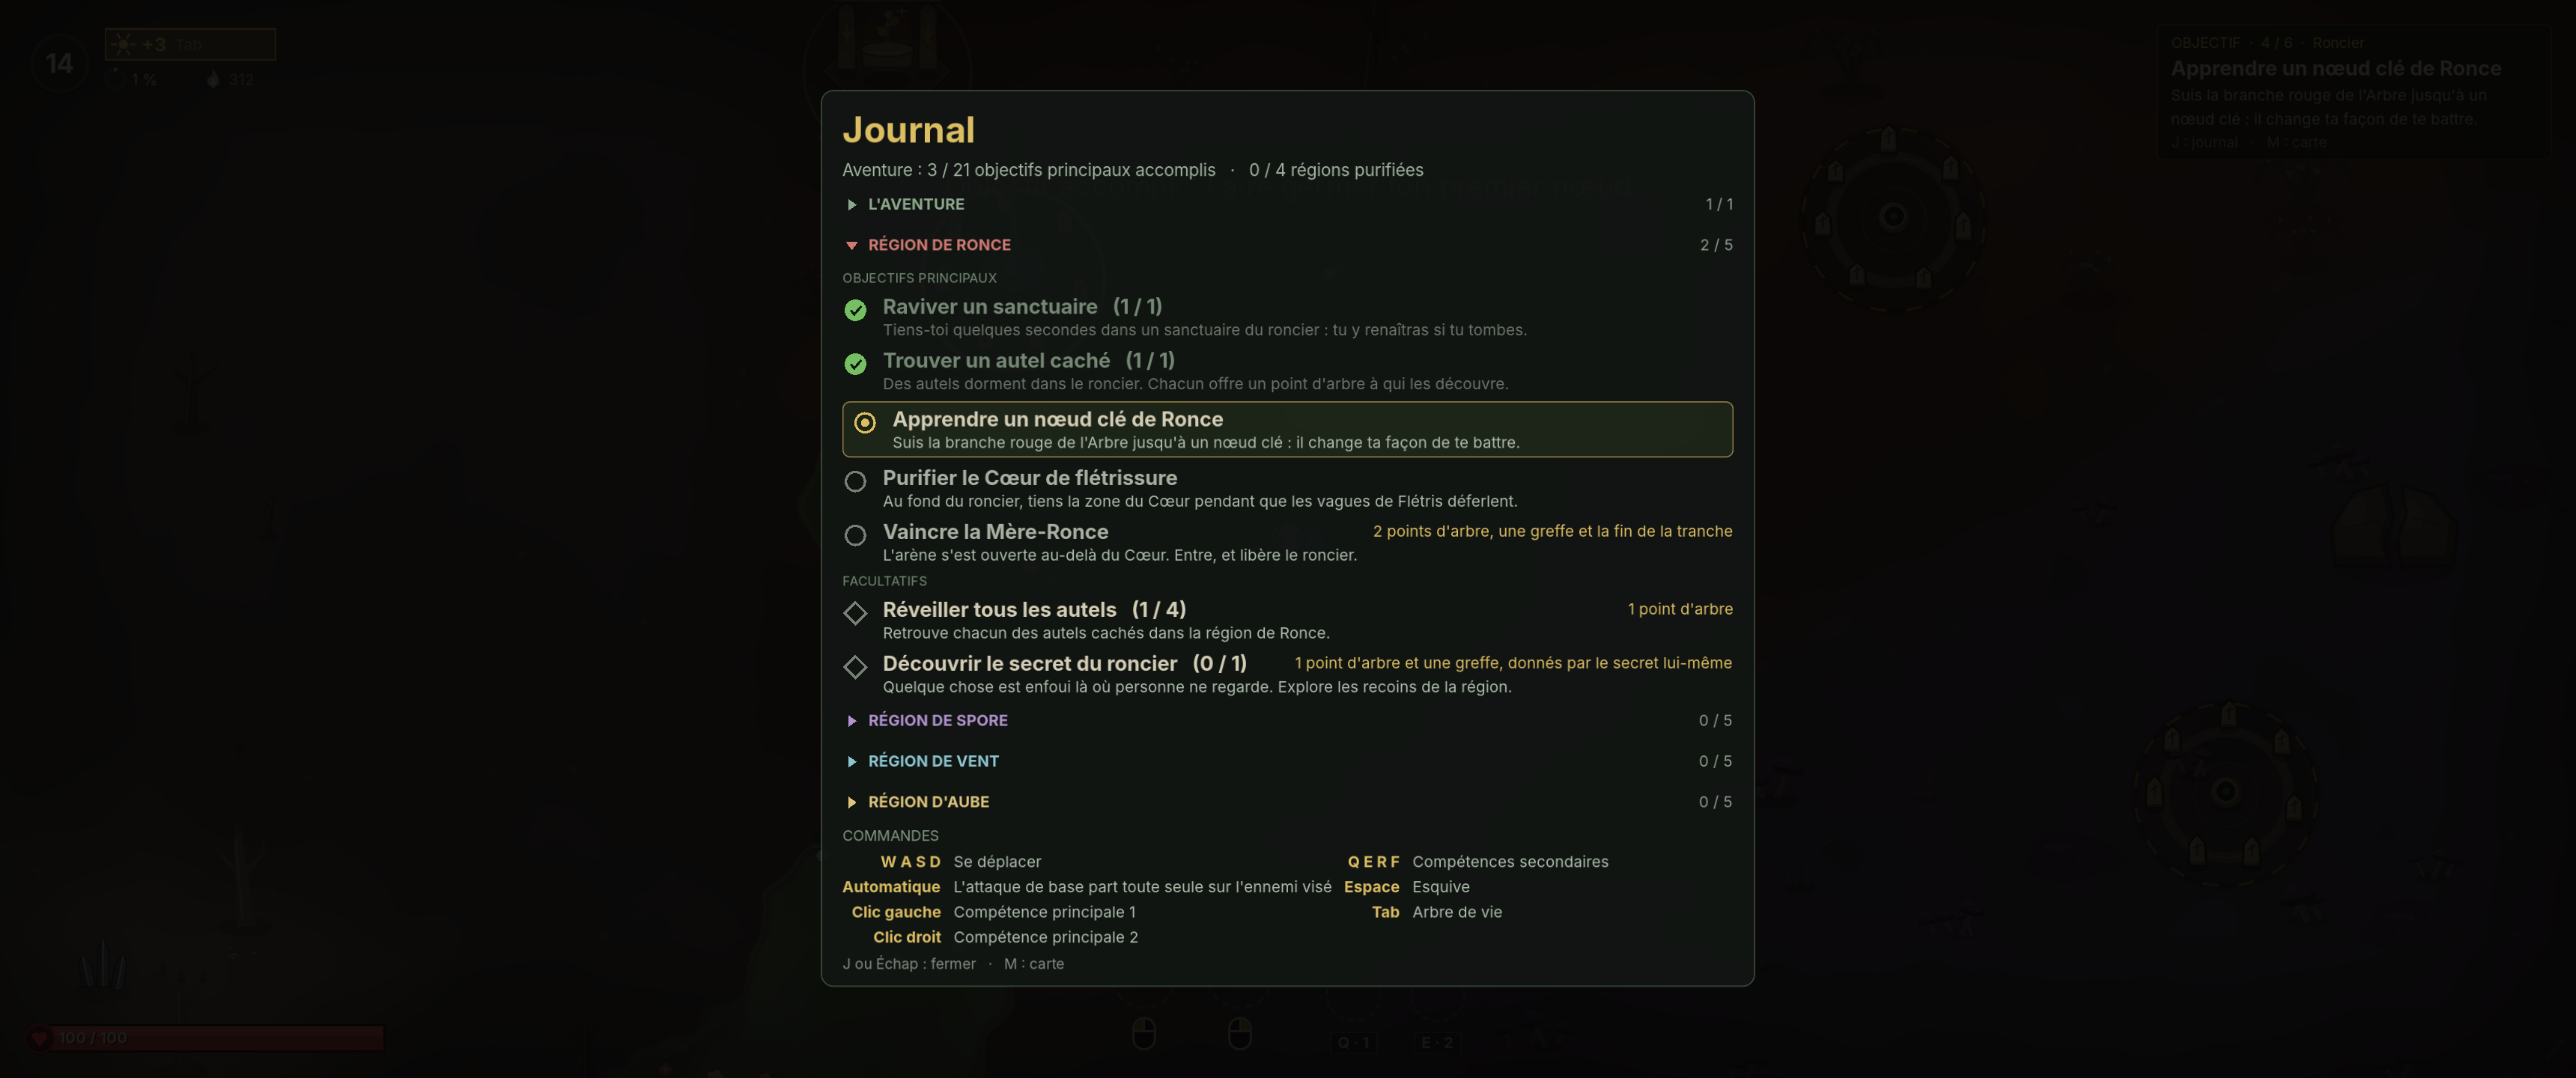 14
+3 Tab
1 % 312
OBJECTIF · 4 / 6 · Roncier
Apprendre un nœud clé de Ronce
Suis la branche rouge de l'Arbre jusqu'à un
nœud clé : il change ta façon de te battre.
J : journal · M : carte
Journal
Aventure : 3 / 21 objectifs principaux accomplis · 0 / 4 régions purifiées
L'AVENTURE 1 / 1
RÉGION DE RONCE 2 / 5
OBJECTIFS PRINCIPAUX
Raviver un sanctuaire (1 / 1)
Tiens-toi quelques secondes dans un sanctuaire du roncier : tu y renaîtras si tu tombes.
Trouver un autel caché (1 / 1)
Des autels dorment dans le roncier. Chacun offre un point d'arbre à qui les découvre.
Apprendre un nœud clé de Ronce
Suis la branche rouge de l'Arbre jusqu'à un nœud clé : il change ta façon de te battre.
Purifier le Cœur de flétrissure
Au fond du roncier, tiens la zone du Cœur pendant que les vagues de Flétris déferlent.
Vaincre la Mère-Ronce 2 points d'arbre, une greffe et la fin de la tranche
L'arène s'est ouverte au-delà du Cœur. Entre, et libère le roncier.
FACULTATIFS
Réveiller tous les autels (1 / 4) 1 point d'arbre
Retrouve chacun des autels cachés dans la région de Ronce.
Découvrir le secret du roncier (0 / 1) 1 point d'arbre et une greffe, donnés par le secret lui-même
Quelque chose est enfoui là où personne ne regarde. Explore les recoins de la région.
RÉGION DE SPORE 0 / 5
RÉGION DE VENT 0 / 5
RÉGION D'AUBE 0 / 5
COMMANDES
W A S D Se déplacer Q E R F Compétences secondaires
Automatique L'attaque de base part toute seule sur l'ennemi visé Espace Esquive
Clic gauche Compétence principale 1 Tab Arbre de vie
Clic droit Compétence principale 2
J ou Échap : fermer · M : carte
100 / 100
Q · 1 E · 2